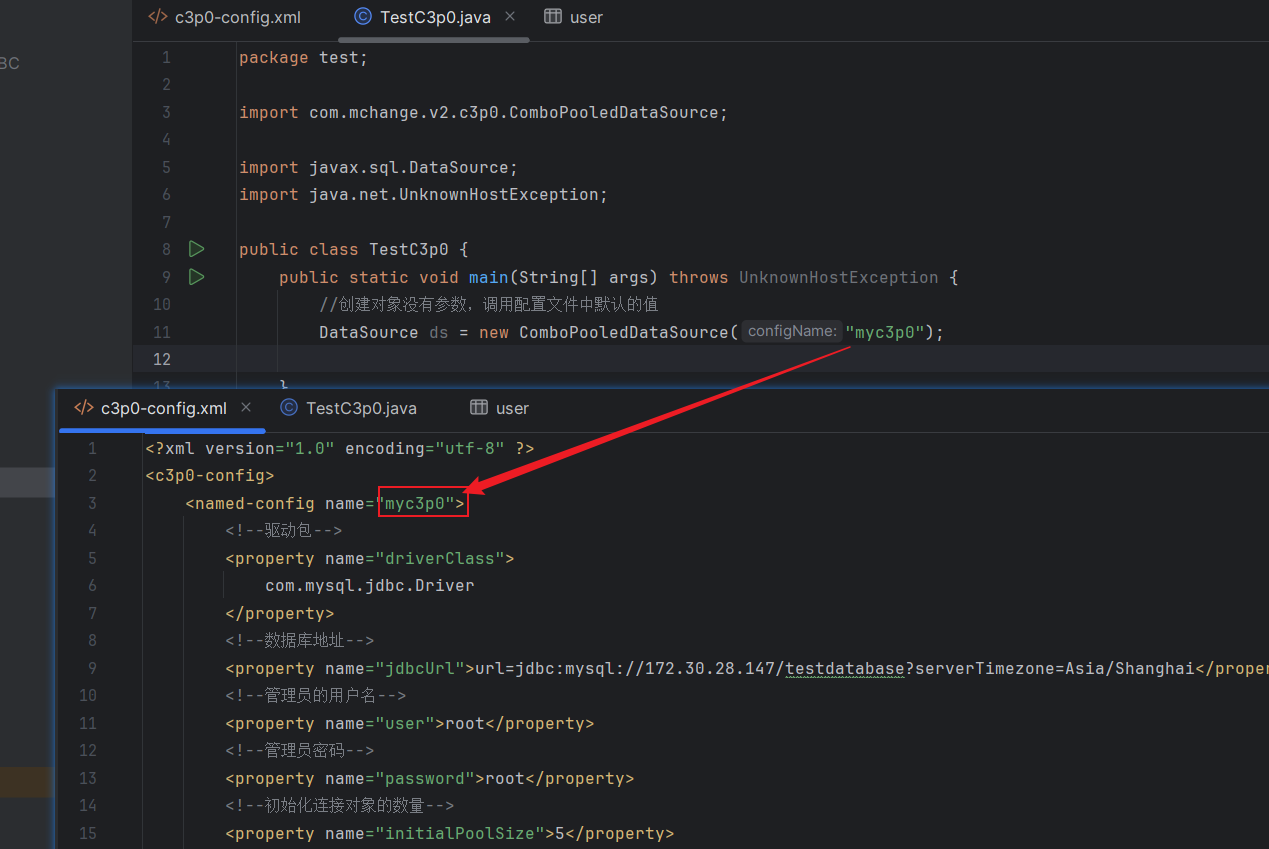 BC
c3p0-config.xml TestC3p0.java user
1 package test;
2
3 import com.mchange.v2.c3p0.ComboPooledDataSource;
4
5 import javax.sql.DataSource;
6 import java.net.UnknownHostException;
7
8 public class TestC3p0 {
9 public static void main(String[] args) throws UnknownHostException {
10 //创建对象没有参数，调用配置文件中默认的值
11 DataSource ds = new ComboPooledDataSource( configName: "myc3p0");
12
13 }
c3p0-config.xml TestC3p0.java user
1 <?xml version="1.0" encoding="utf-8" ?>
2 <c3p0-config>
3 <named-config name="myc3p0">
4 <!--驱动包-->
5 <property name="driverClass">
6 com.mysql.jdbc.Driver
7 </property>
8 <!--数据库地址-->
9 <property name="jdbcUrl">url=jdbc:mysql://172.30.28.147/testdatabase?serverTimezone=Asia/Shanghai</proper
10 <!--管理员的用户名-->
11 <property name="user">root</property>
12 <!--管理员密码-->
13 <property name="password">root</property>
14 <!--初始化连接对象的数量-->
15 <property name="initialPoolSize">5</property>